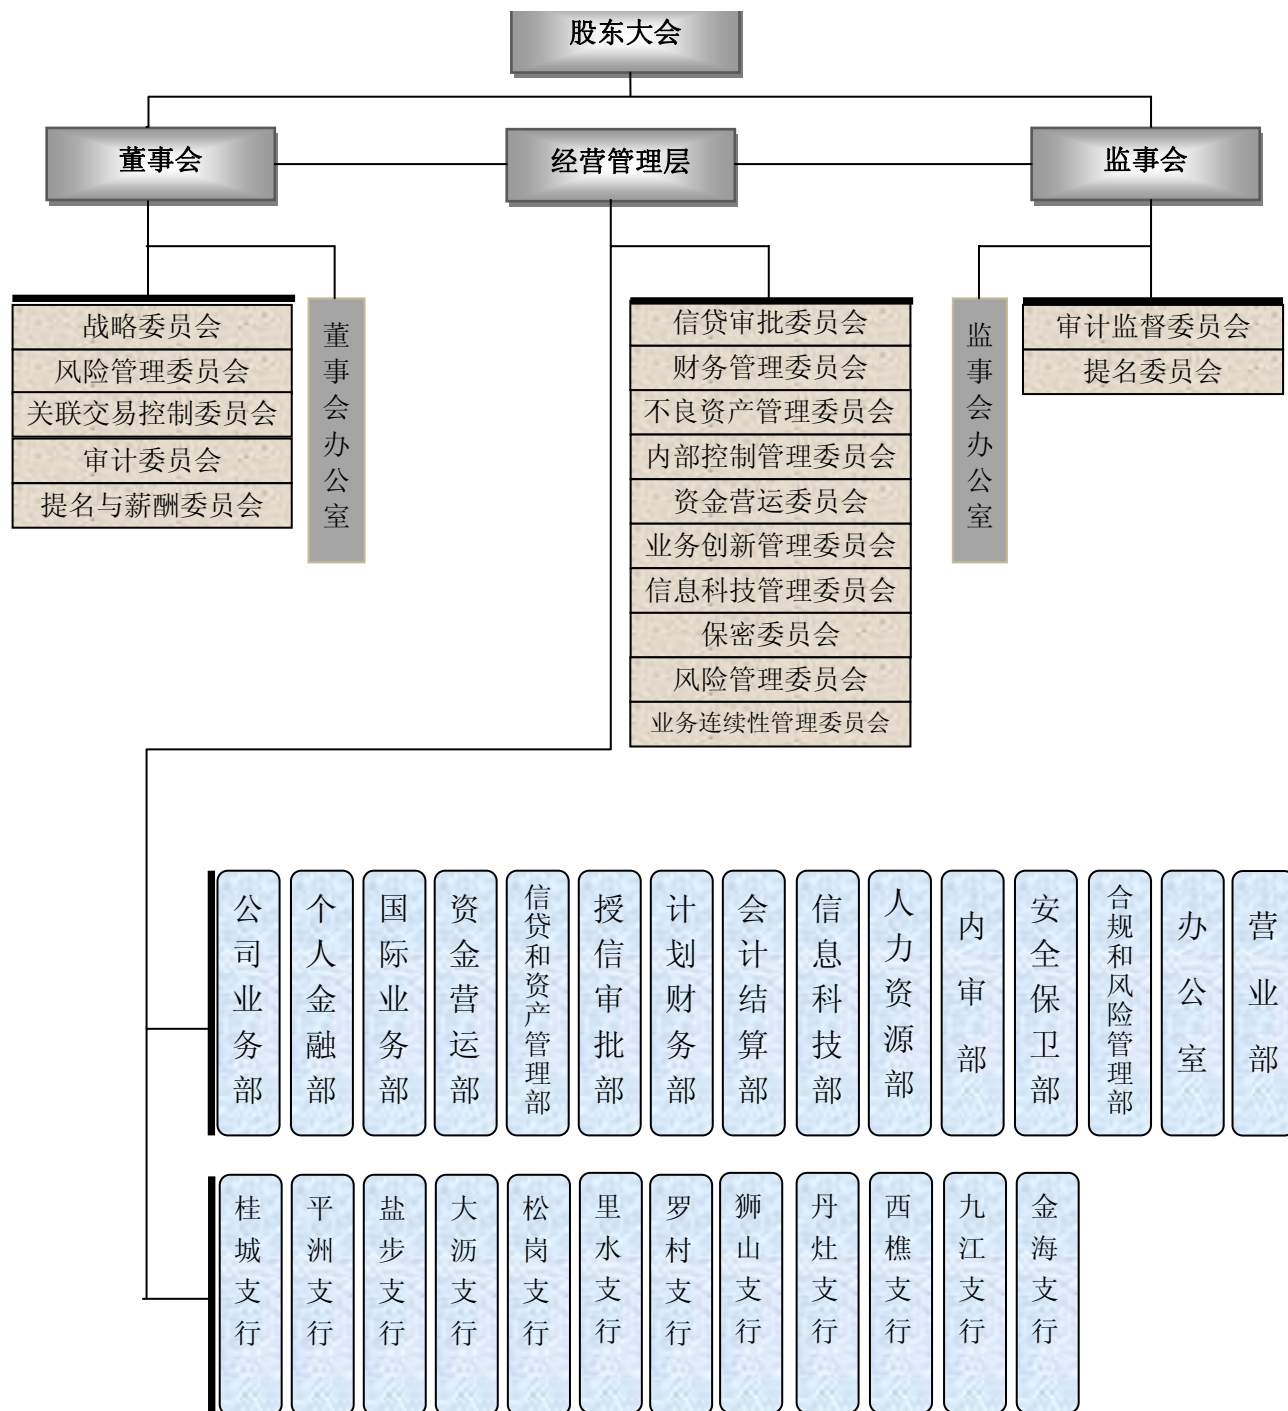 股东大会
董事会
经营管理层
监事会
战略委员会
风险管理委员会
关联交易控制委员会
审计委员会
提名与薪酬委员会
董事会办公室
信贷审批委员会
财务管理委员会
不良资产管理委员会
内部控制管理委员会
资金营运委员会
业务创新管理委员会
信息科技管理委员会
保密委员会
风险管理委员会
业务连续性管理委员会
监事会办公室
审计监督委员会
提名委员会
公司业务部
个人金融部
国际业务部
资金营运部
信贷和资产管理部
授信审批部
计划财务部
会计结算部
信息科技部
人力资源部
内审部
安全保卫部
合规和风险管理部
办公室
营业部
桂城支行
平洲支行
盐步支行
大沥支行
松岗支行
里水支行
罗村支行
狮山支行
丹灶支行
西樵支行
九江支行
金海支行